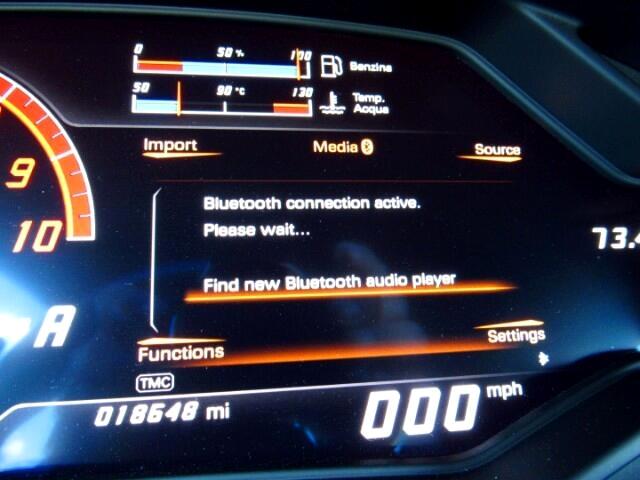 0 50 % 100
Benzina
50 90 °C 130
Temp.
Acqua
Import Media Source
9
Bluetooth connection active.
Please wait...
10
73.4
Find new Bluetooth audio player
A
Functions Settings
TMC
018648 mi 000 mph